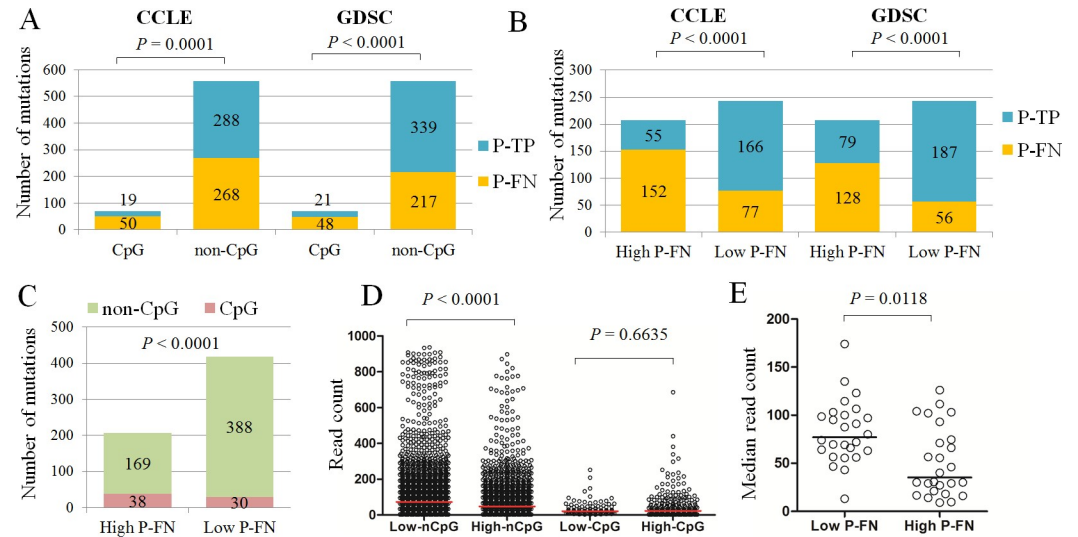 A
CCLE
GDSC
P = 0.0001
P < 0.0001
Number of mutations
600
500
400
300
200
100
0
19
50
288
268
21
48
339
217
CpG
non-CpG
CpG
non-CpG
P-TP
P-FN
B
CCLE
GDSC
P < 0.0001
P < 0.0001
Number of mutations
300
250
200
150
100
50
0
55
152
166
77
79
128
187
56
High P-FN
Low P-FN
High P-FN
Low P-FN
P-TP
P-FN
C
non-CpG
CpG
P < 0.0001
Number of mutations
500
400
300
200
100
0
169
38
388
30
High P-FN
Low P-FN
D
P < 0.0001
P = 0.6635
Read count
1000
800
600
400
200
0
Low-nCpG
High-nCpG
Low-CpG
High-CpG
E
P = 0.0118
Median read count
200
150
100
50
0
Low P-FN
High P-FN